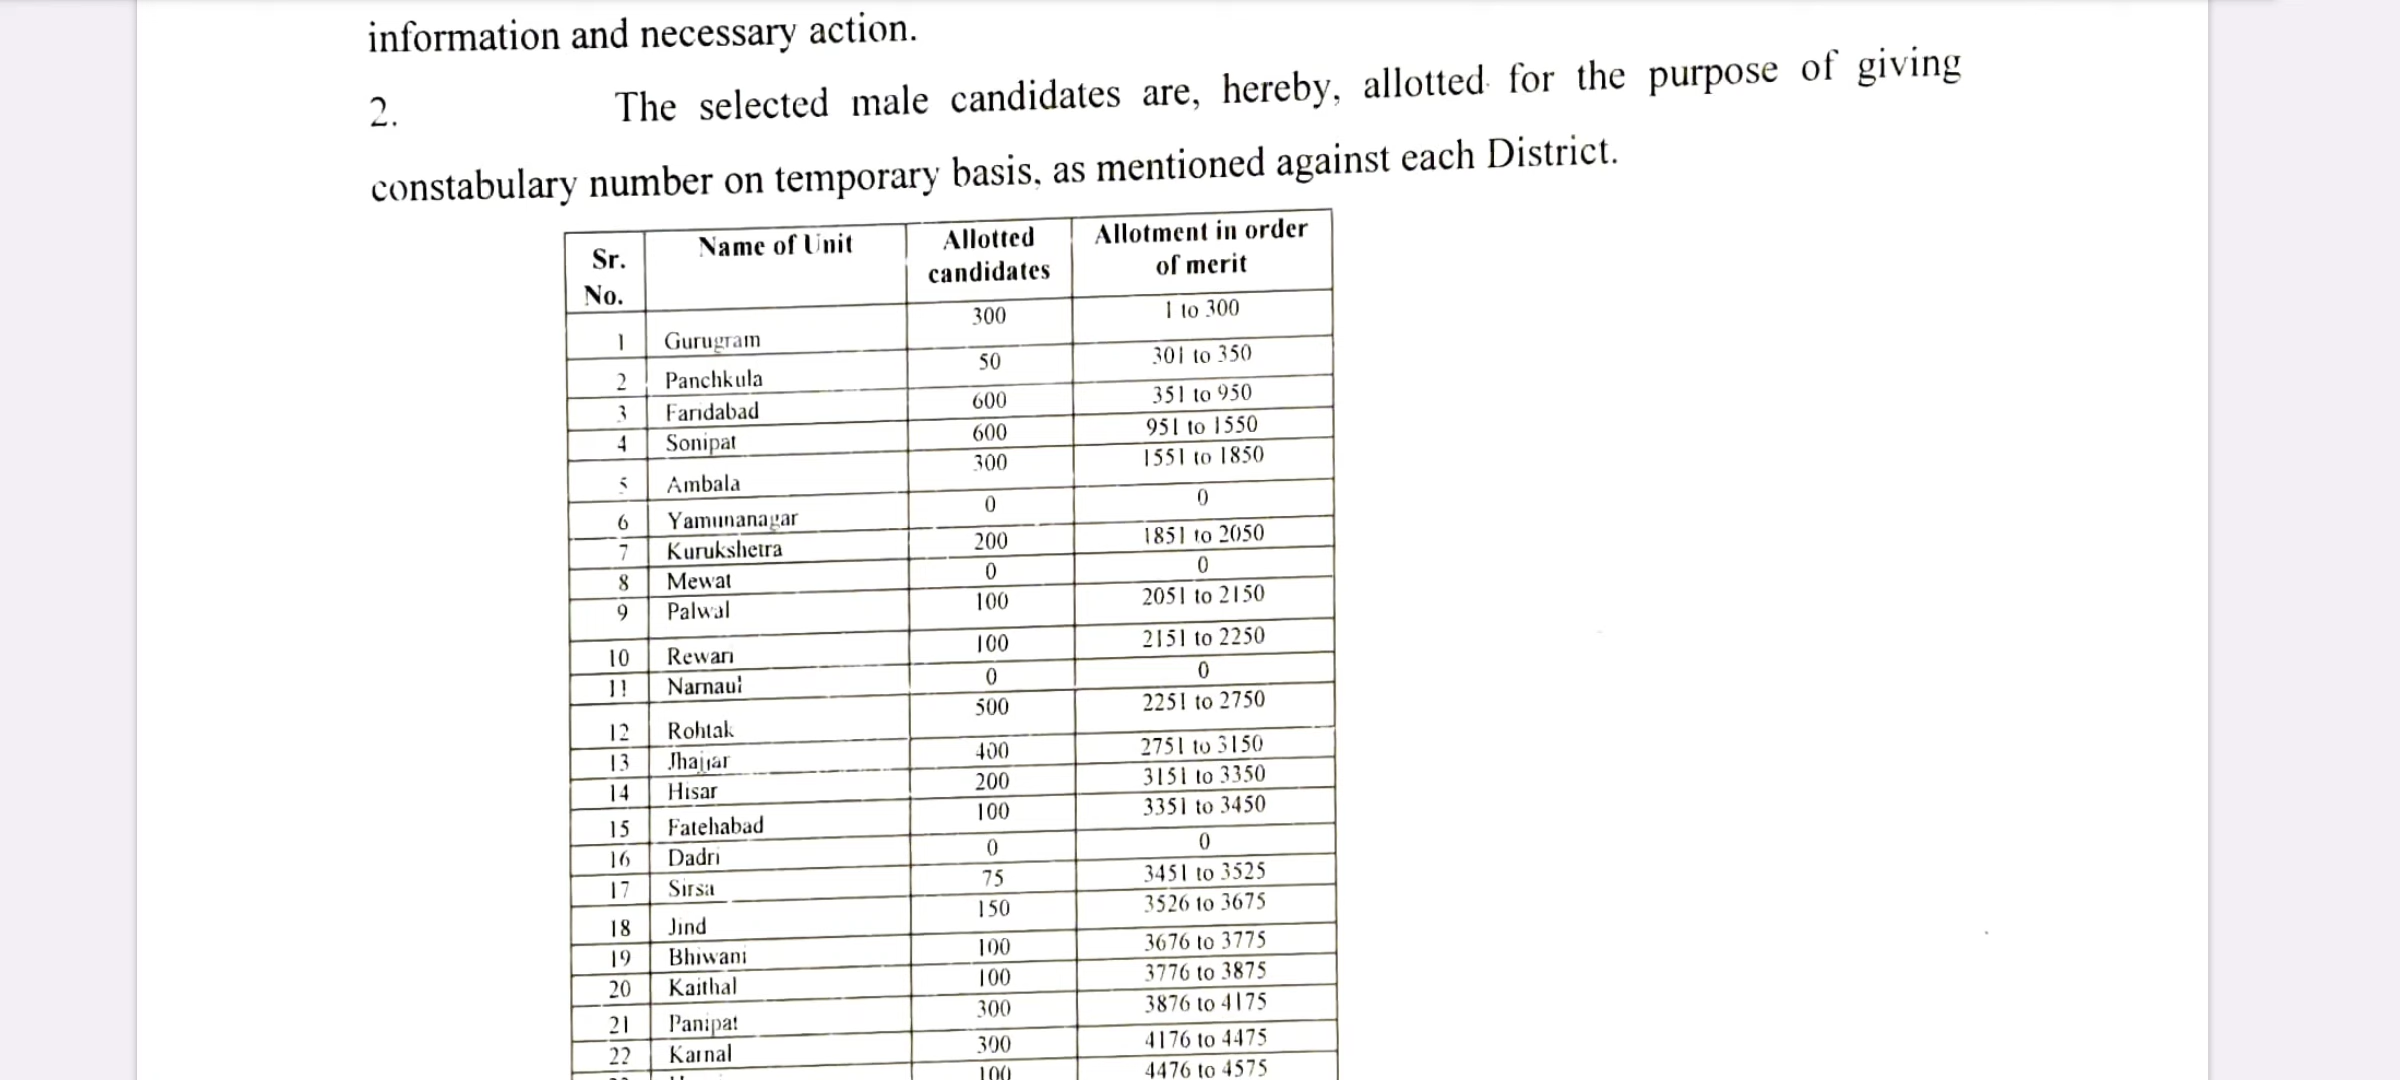 information and necessary action.
2. The selected male candidates are, hereby, allotted for the purpose of giving
constabulary number on temporary basis, as mentioned against each District.
Sr. No. Name of Unit Allotted candidates Allotment in order of merit
1 Gurugram 300 1 to 300
2 Panchkula 50 301 to 350
3 Faridabad 600 351 to 950
4 Sonipat 600 951 to 1550
5 Ambala 300 1551 to 1850
6 Yamunanagar 0 0
7 Kurukshetra 200 1851 to 2050
8 Mewat 0 0
9 Palwal 100 2051 to 2150
10 Rewari 100 2151 to 2250
11 Narnaul 0 0
12 Rohtak 500 2251 to 2750
13 Jhajjar 400 2751 to 3150
14 Hisar 200 3151 to 3350
15 Fatehabad 100 3351 to 3450
16 Dadri 0 0
17 Sirsa 75 3451 to 3525
18 Jind 150 3526 to 3675
19 Bhiwani 100 3676 to 3775
20 Kaithal 100 3776 to 3875
21 Panipat 300 3876 to 4175
22 Karnal 300 4176 to 4475
100 4476 to 4575